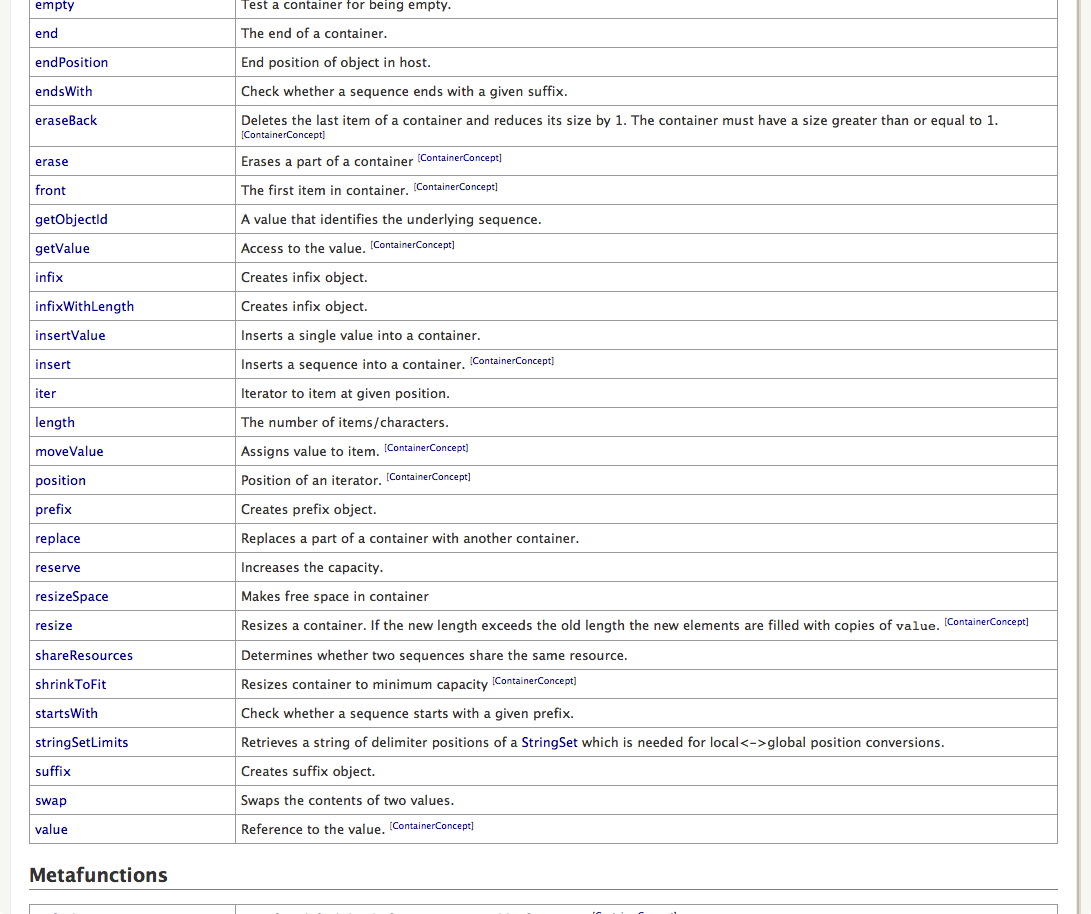 empty Test a container for being empty.
end The end of a container.
endPosition End position of object in host.
endsWith Check whether a sequence ends with a given suffix.
eraseBack Deletes the last item of a container and reduces its size by 1. The container must have a size greater than or equal to 1.
[ContainerConcept]
erase Erases a part of a container [ContainerConcept]
front The first item in container. [ContainerConcept]
getObjectId A value that identifies the underlying sequence.
getValue Access to the value. [ContainerConcept]
infix Creates infix object.
infixWithLength Creates infix object.
insertValue Inserts a single value into a container.
insert Inserts a sequence into a container. [ContainerConcept]
iter Iterator to item at given position.
length The number of items/characters.
moveValue Assigns value to item. [ContainerConcept]
position Position of an iterator. [ContainerConcept]
prefix Creates prefix object.
replace Replaces a part of a container with another container.
reserve Increases the capacity.
resizeSpace Makes free space in container
resize Resizes a container. If the new length exceeds the old length the new elements are filled with copies of value. [ContainerConcept]
shareResources Determines whether two sequences share the same resource.
shrinkToFit Resizes container to minimum capacity [ContainerConcept]
startsWith Check whether a sequence starts with a given prefix.
stringSetLimits Retrieves a string of delimiter positions of a StringSet which is needed for local<->global position conversions.
suffix Creates suffix object.
swap Swaps the contents of two values.
value Reference to the value. [ContainerConcept]
Metafunctions